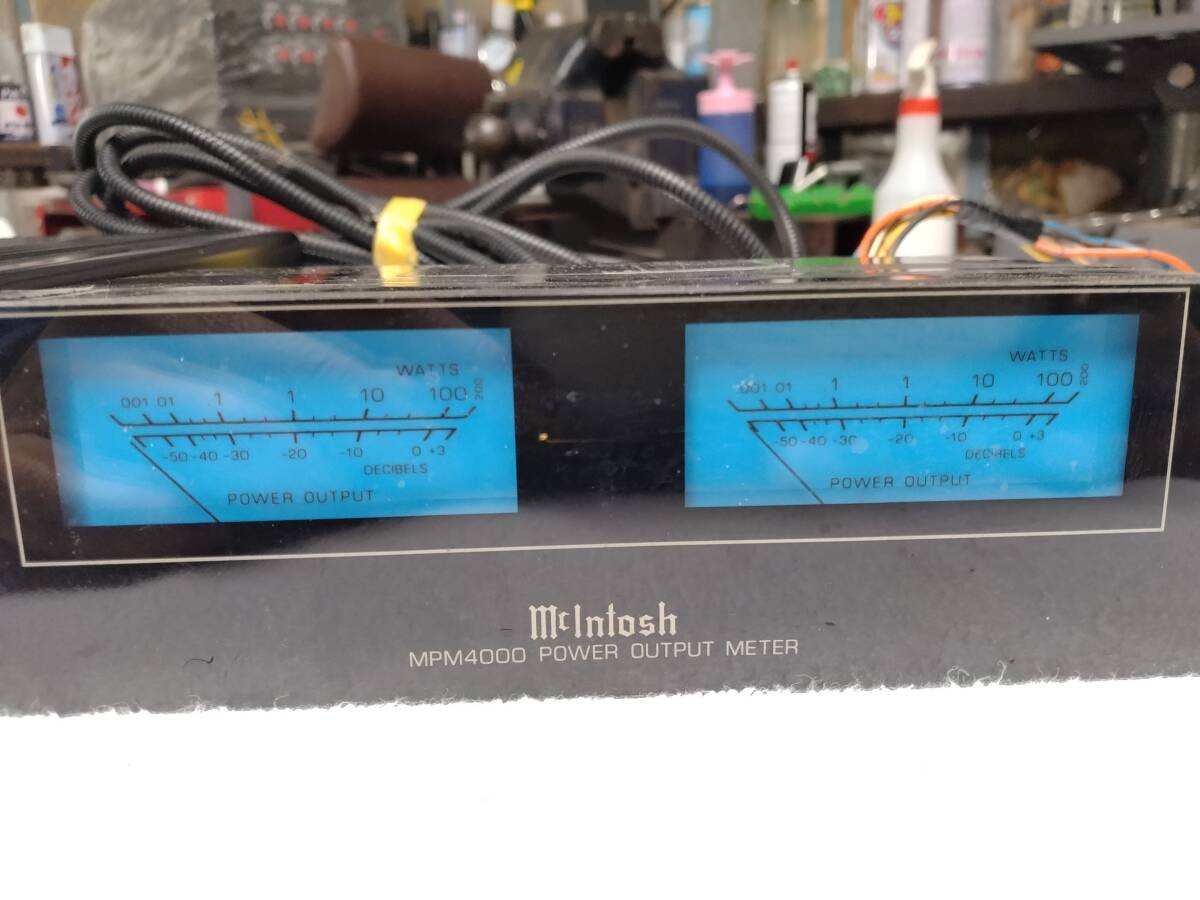 WATTS
001 01 1 1 10 100 200
-50 -40 -30 -20 -10 0 +3
DECIBELS
POWER OUTPUT
WATTS
001 01 1 1 10 100 200
-50 -40 -30 -20 -10 0 +3
DECIBELS
POWER OUTPUT
McIntosh
MPM4000 POWER OUTPUT METER